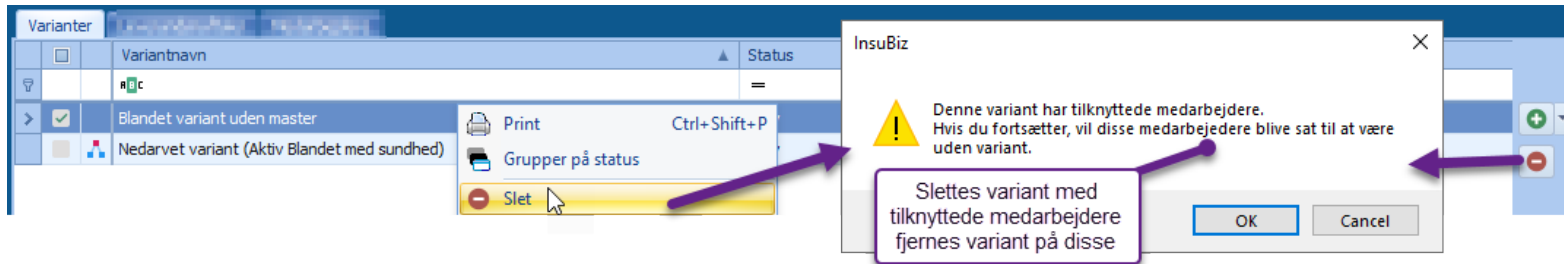 Varianter
Variantnavn
Status
ABC
=
Blandet variant uden master
Nedarvet variant (Aktiv Blandet med sundhed)
Print Ctrl+Shift+P
Grupper på status
Slet
InsuBiz
Denne variant har tilknyttede medarbejdere.
Hvis du fortsætter, vil disse medarbejedere blive sat til at være
uden variant.
Slettes variant med
tilknyttede medarbejdere
fjernes variant på disse
OK
Cancel